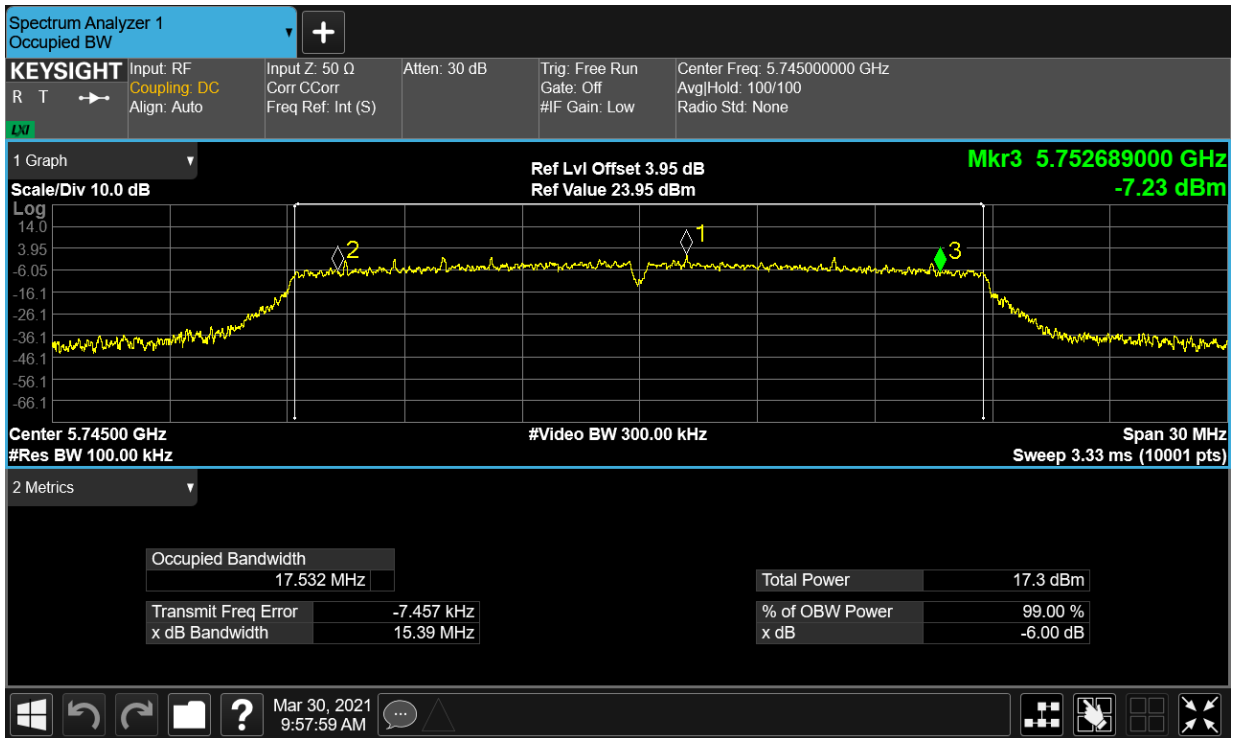 Spectrum Analyzer 1
Occupied BW
KEYSIGHT
R T
LXI
Input: RF
Coupling: DC
Align: Auto
Input Z: 50 Ω
Corr CCorr
Freq Ref: Int (S)
Atten: 30 dB
Trig: Free Run
Gate: Off
#IF Gain: Low
Center Freq: 5.745000000 GHz
Avg|Hold: 100/100
Radio Std: None
1 Graph
Scale/Div 10.0 dB
Ref Lvl Offset 3.95 dB
Ref Value 23.95 dBm
Mkr3 5.752689000 GHz
-7.23 dBm
Log
14.0
3.95
-6.05
-16.1
-26.1
-36.1
-46.1
-56.1
-66.1
2
1
3
Center 5.74500 GHz
#Res BW 100.00 kHz
#Video BW 300.00 kHz
Span 30 MHz
Sweep 3.33 ms (10001 pts)
2 Metrics
Occupied Bandwidth
17.532 MHz
Transmit Freq Error -7.457 kHz
x dB Bandwidth 15.39 MHz
Total Power 17.3 dBm
% of OBW Power 99.00 %
x dB -6.00 dB
?
Mar 30, 2021
9:57:59 AM